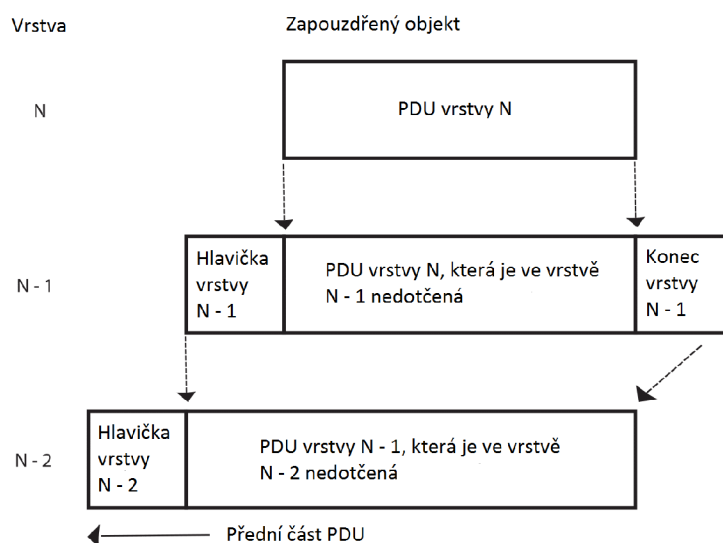 Vrstva
Zapouzdřený objekt
N
PDU vrstvy N
N - 1
Hlavička
vrstvy
N - 1
PDU vrstvy N, která je ve vrstvě
N - 1 nedotčená
Konec
vrstvy
N - 1
N - 2
Hlavička
vrstvy
N - 2
PDU vrstvy N - 1, která je ve vrstvě
N - 2 nedotčená
Přední část PDU